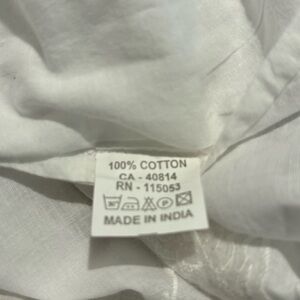 100% COTTON
CA - 40814
RN - 115053
MADE IN INDIA